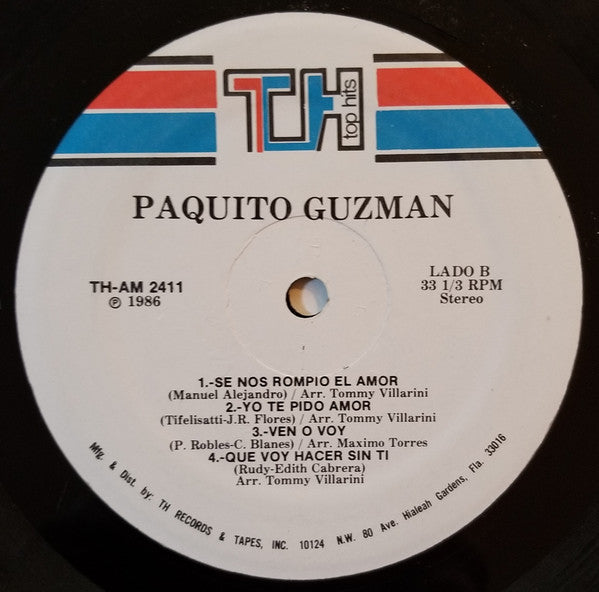 TH top hits
PAQUITO GUZMAN
TH-AM 2411
℗ 1986
LADO B
33 1/3 RPM
Stereo
1.-SE NOS ROMPIO EL AMOR
(Manuel Alejandro) / Arr. Tommy Villarini
2.-YO TE PIDO AMOR
(Tifelisatti-J.R. Flores) / Arr. Tommy Villarini
3.-VEN O VOY
(P. Robles-C. Blanes) / Arr. Maximo Torres
4.-QUE VOY HACER SIN TI
(Rudy-Edith Cabrera)
Arr. Tommy Villarini
Mfg. & Dist. by: TH RECORDS & TAPES, INC. 10124 N.W. 80 Ave. Hialeah Gardens, Fla. 33016